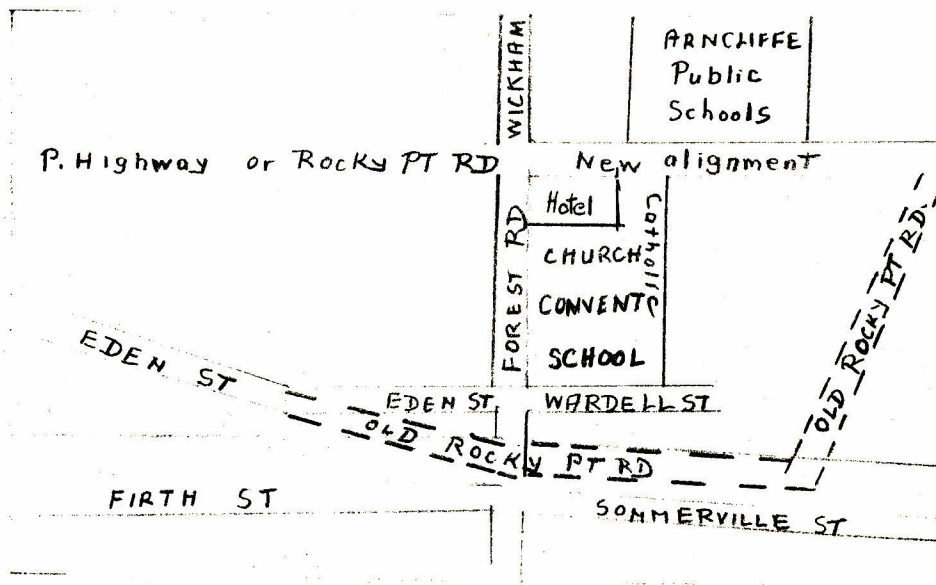 WICKHAM
ARNCLIFFE
Public
Schools
P. Highway or Rocky PT RD New alignment
Hotel
Catholic
FOREST RD
CHURCH
CONVENT
SCHOOL
OLD ROCKY PT RD
EDEN ST
EDEN ST
WARDELL ST
OLD ROCKY PT RD
FIRTH ST
SOMMERVILLE ST